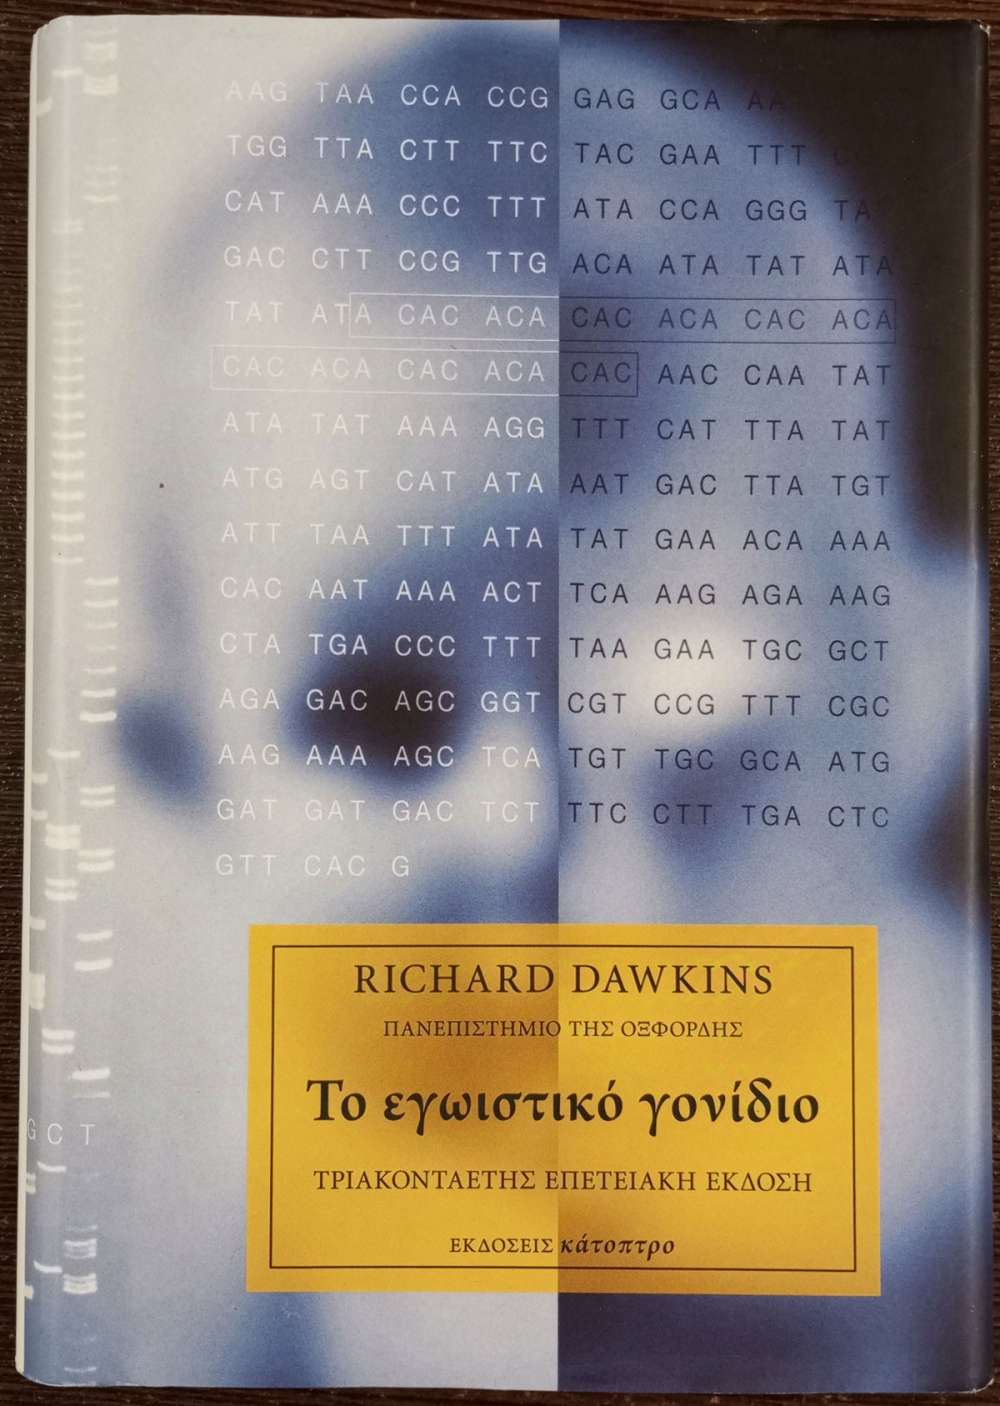 AAG TAA CCA CCG GAG GCA AA
TGG TTA CTT TTC TAC GAA TTT
CAT AAA CCC TTT ATA CCA GGG TA
GAC CTT CCG TTG ACA ATA TAT ATA
TAT ATA CAC ACA CAC ACA CAC ACA
CAC ACA CAC ACA CAC AAC CAA TAT
ATA TAT AAA AGG TTT CAT TTA TAT
ATG AGT CAT ATA AAT GAC TTA TGT
ATT TAA TTT ATA TAT GAA ACA AAA
CAC AAT AAA ACT TCA AAG AGA AAG
CTA TGA CCC TTT TAA GAA TGC GCT
AGA GAC AGC GGT CGT CCG TTT CGC
AAG AAA AGC TCA TGT TGC GCA ATG
GAT GAT GAC TCT TTC CTT TGA CTC
GTT CAC G
RICHARD DAWKINS
ΠΑΝΕΠΙΣΤΗΜΙΟ ΤΗΣ ΟΞΦΟΡΔΗΣ
Το εγωιστικό γονίδιο
ΤΡΙΑΚΟΝΤΑΕΤΗΣ ΕΠΕΤΕΙΑΚΗ ΕΚΔΟΣΗ
ΕΚΔΟΣΕΙΣ κάτοπτρο
G C T